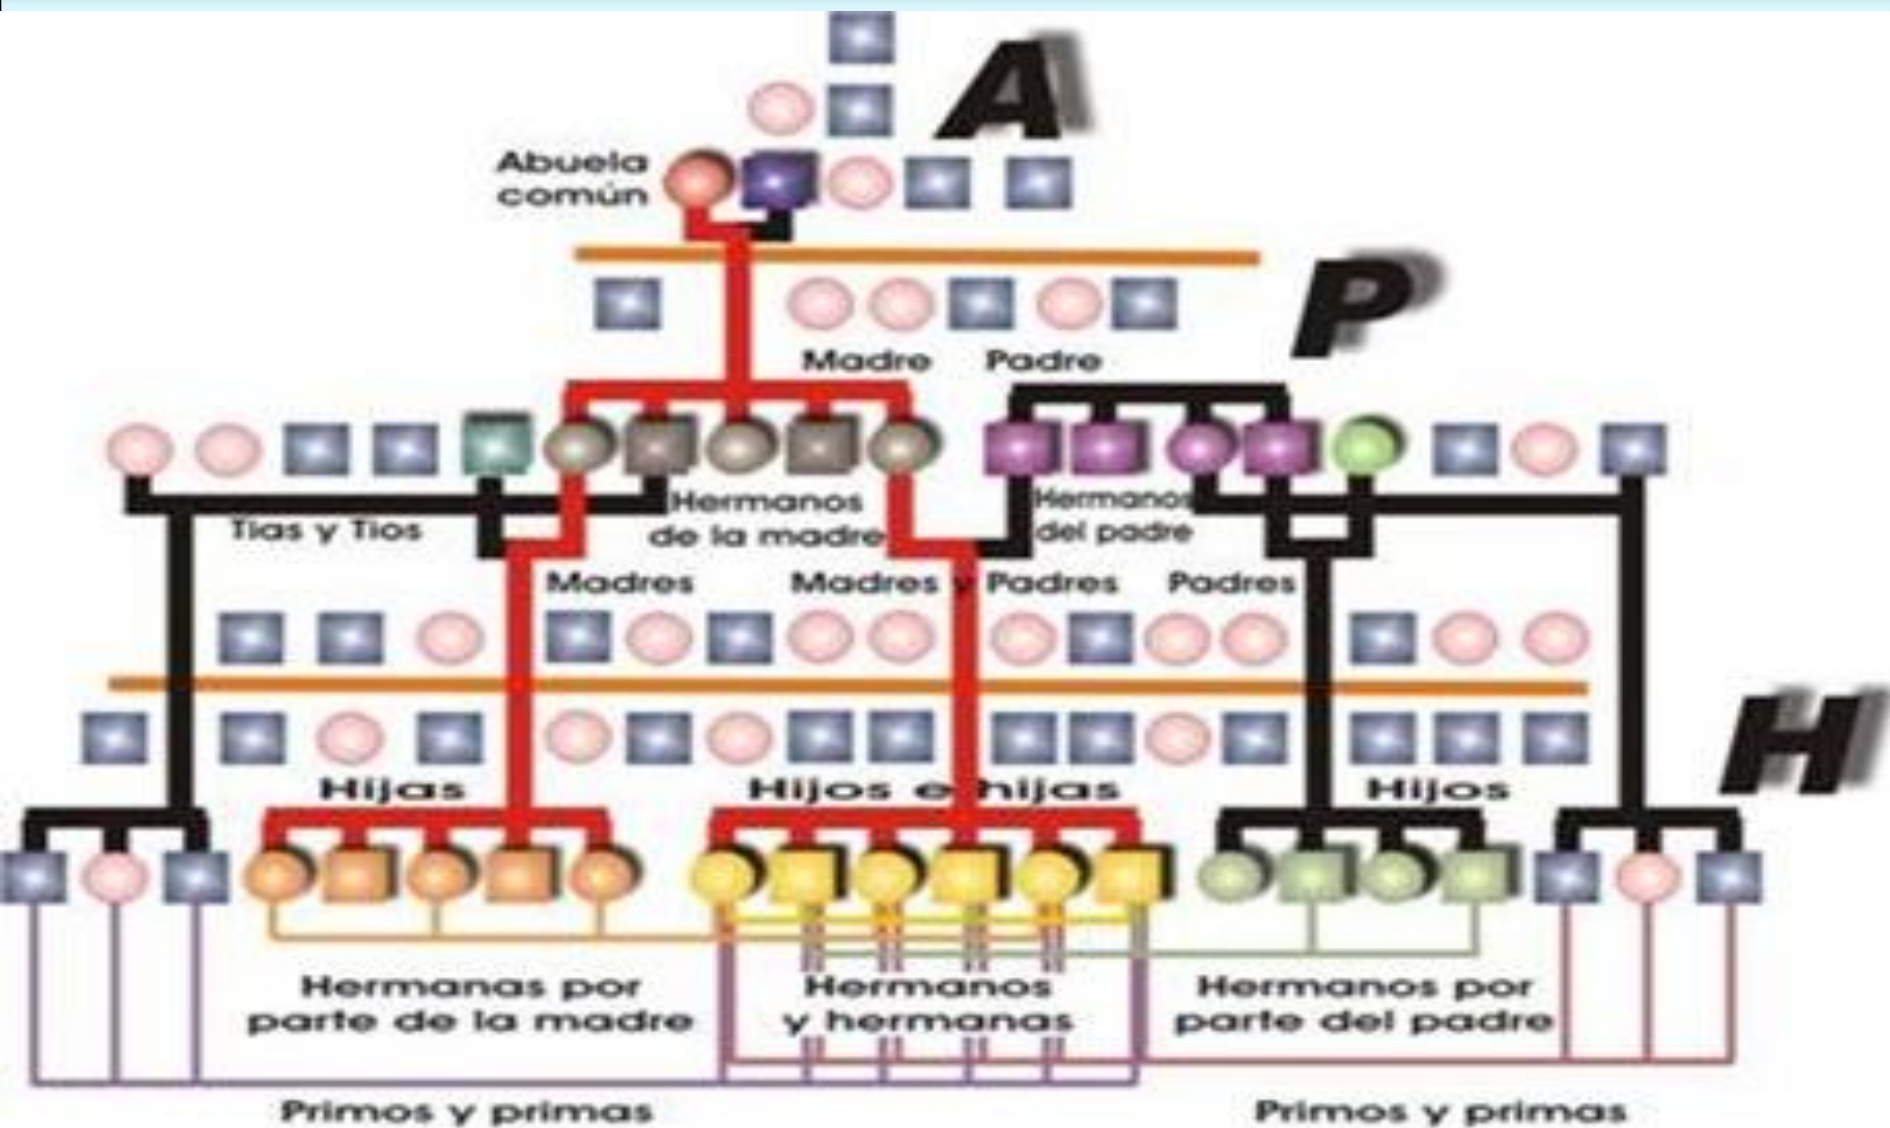 A
Abuela
común
P
Madre Padre
Hermanos
de la madre
Hermanos
del padre
Tias y Tios
Madres Madres y Padres Padres
H
Hijas Hijos e hijas Hijos
Hermanas por
parte de la madre
Hermanos
y hermanas
Hermanos por
parte del padre
Primos y primas Primos y primas